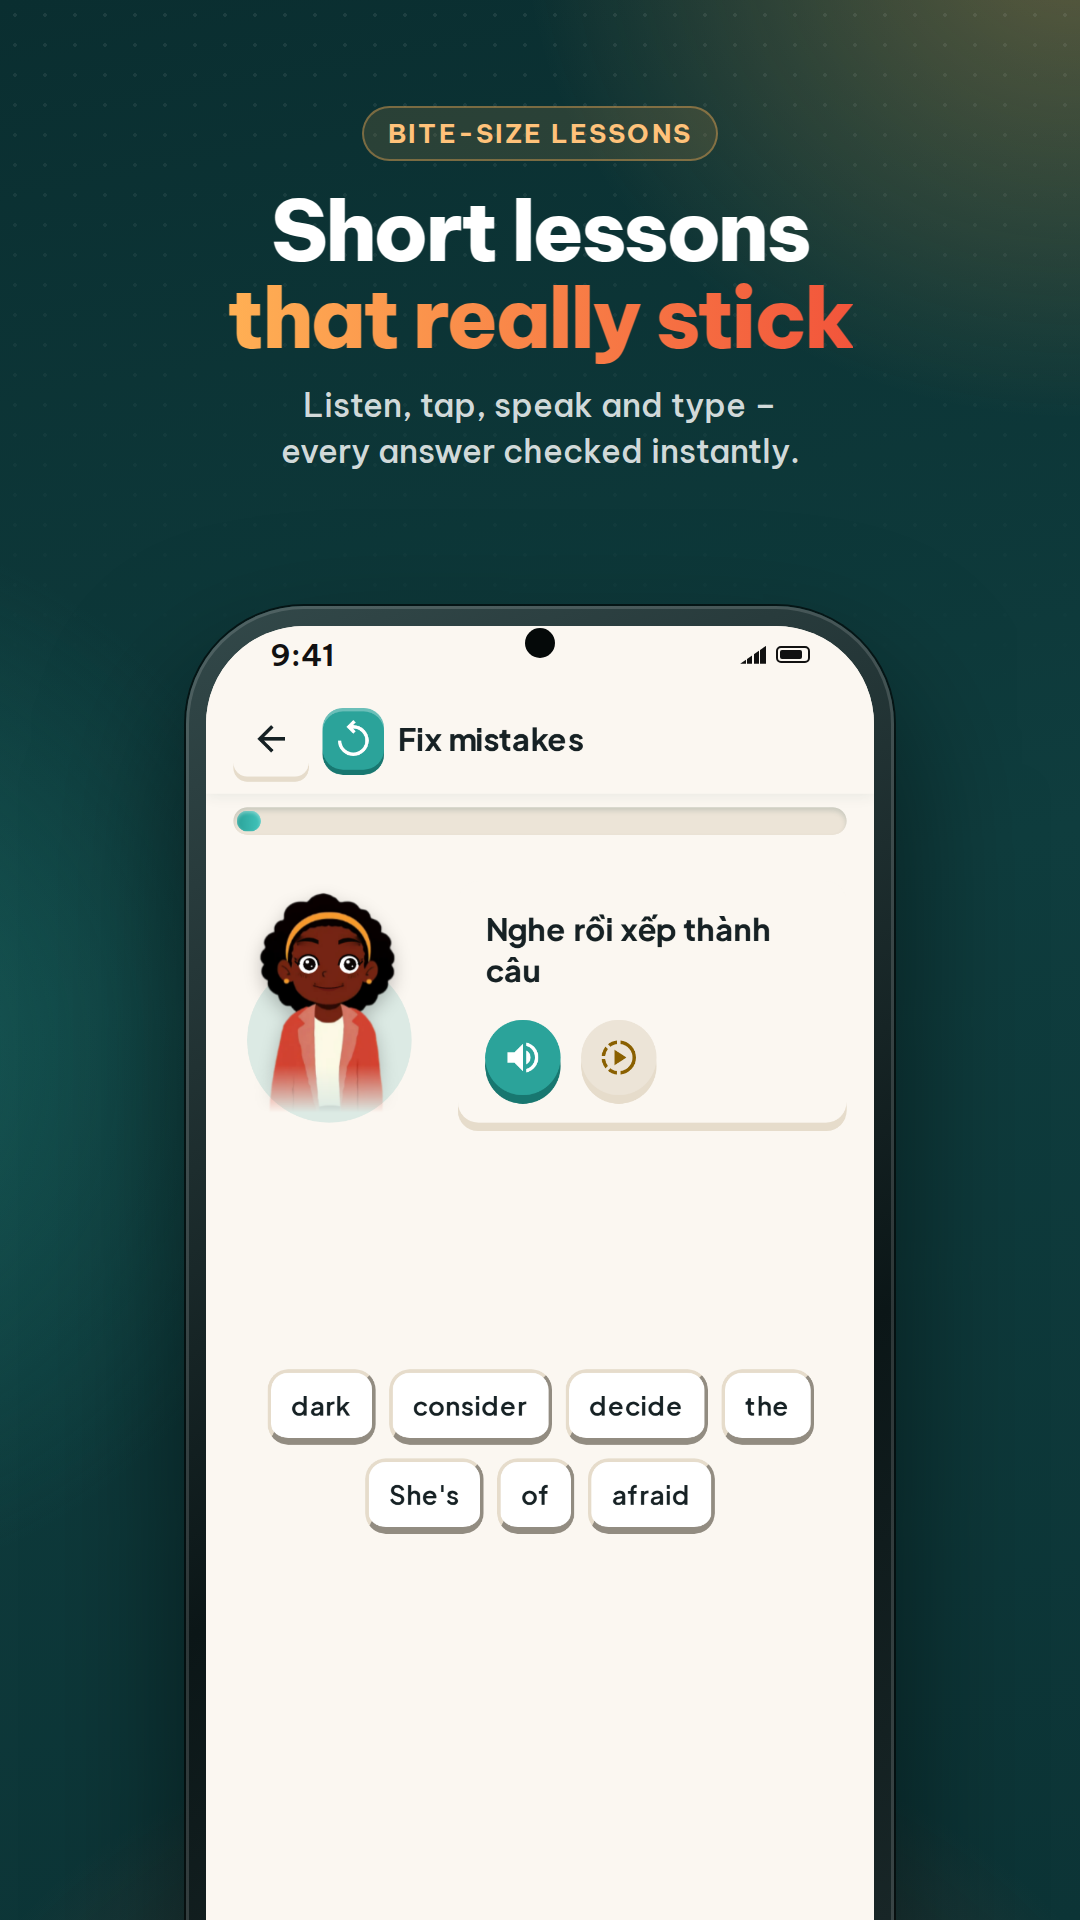 BITE-SIZE LESSONS
Short lessons
that really stick
Listen, tap, speak and type –
every answer checked instantly.
9:41
Fix mistakes
Nghe rồi xếp thành
câu
dark consider decide the
She's of afraid